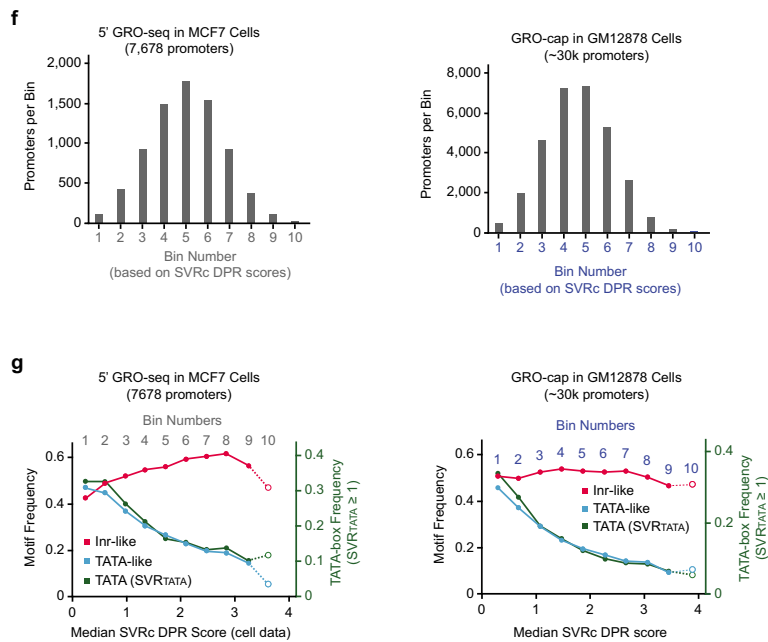 f
5' GRO-seq in MCF7 Cells
(7,678 promoters)
Promoters per Bin
2,000
1,500
1,000
500
0
1 2 3 4 5 6 7 8 9 10
Bin Number
(based on SVRc DPR scores)
GRO-cap in GM12878 Cells
(~30k promoters)
Promoters per Bin
8,000
6,000
4,000
2,000
0
1 2 3 4 5 6 7 8 9 10
Bin Number
(based on SVRc DPR scores)
g
5' GRO-seq in MCF7 Cells
(7678 promoters)
Bin Numbers
1 2 3 4 5 6 7 8 9 10
Motif Frequency
0.6
0.4
0.2
0
Inr-like
TATA-like
TATA (SVRTATA)
0.4
0.3
0.2
0.1
0
TATA-box Frequency
(SVRTATA ≥ 1)
0 1 2 3 4
Median SVRc DPR Score (cell data)
GRO-cap in GM12878 Cells
(~30k promoters)
Bin Numbers
1 2 3 4 5 6 7 8 9 10
Motif Frequency
0.6
0.4
0.2
0
Inr-like
TATA-like
TATA (SVRTATA)
0.4
0.2
0
TATA-box Frequency
(SVRTATA ≥ 1)
0 1 2 3 4
Median SVRc DPR score